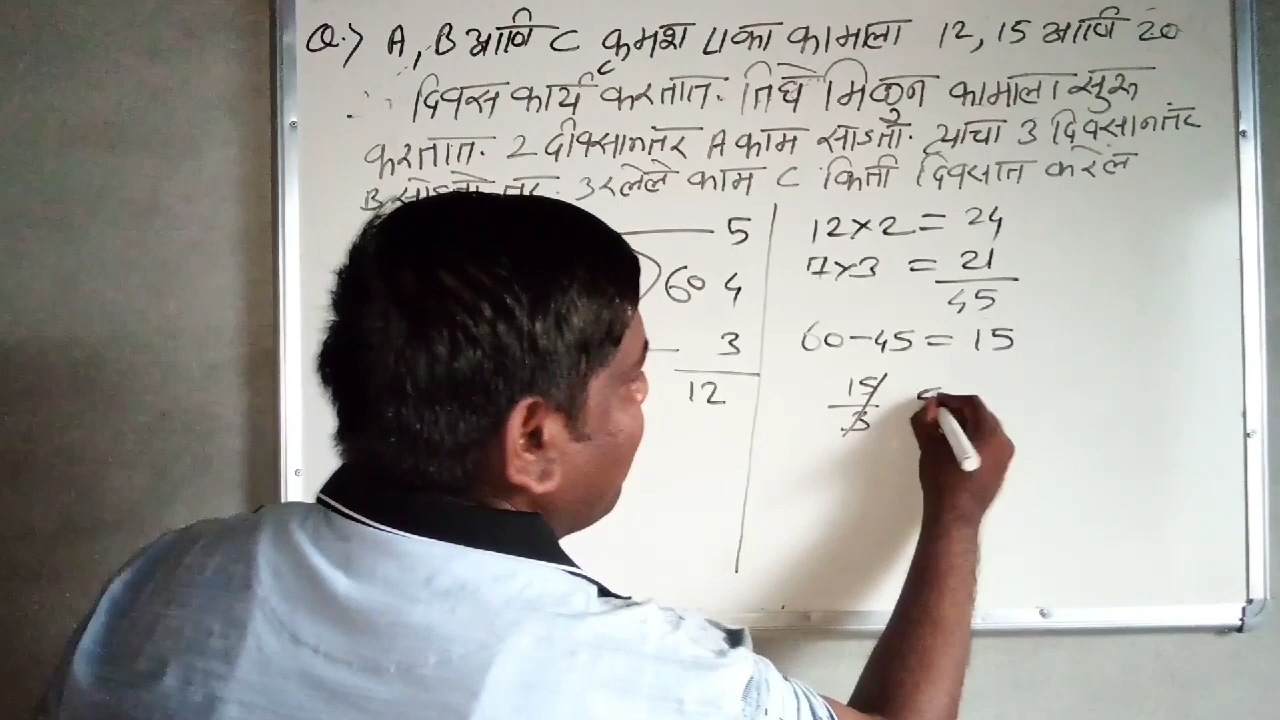 Q.> A, B आणि C क्रमश एका कामाला 12, 15 आणि 20
दिवस कार्य करतात. तिघे मिळून कामाला सुरू
करतात. 2 दीवसानंतर A काम सोडतो. त्याचा 3 दिवसानंतर
B सोडतो तर उरलेले काम C किती दिवसात करेल
5
60 4
3
12
12×2 = 24
7×3 = 21
45
60-45 = 15
15
3